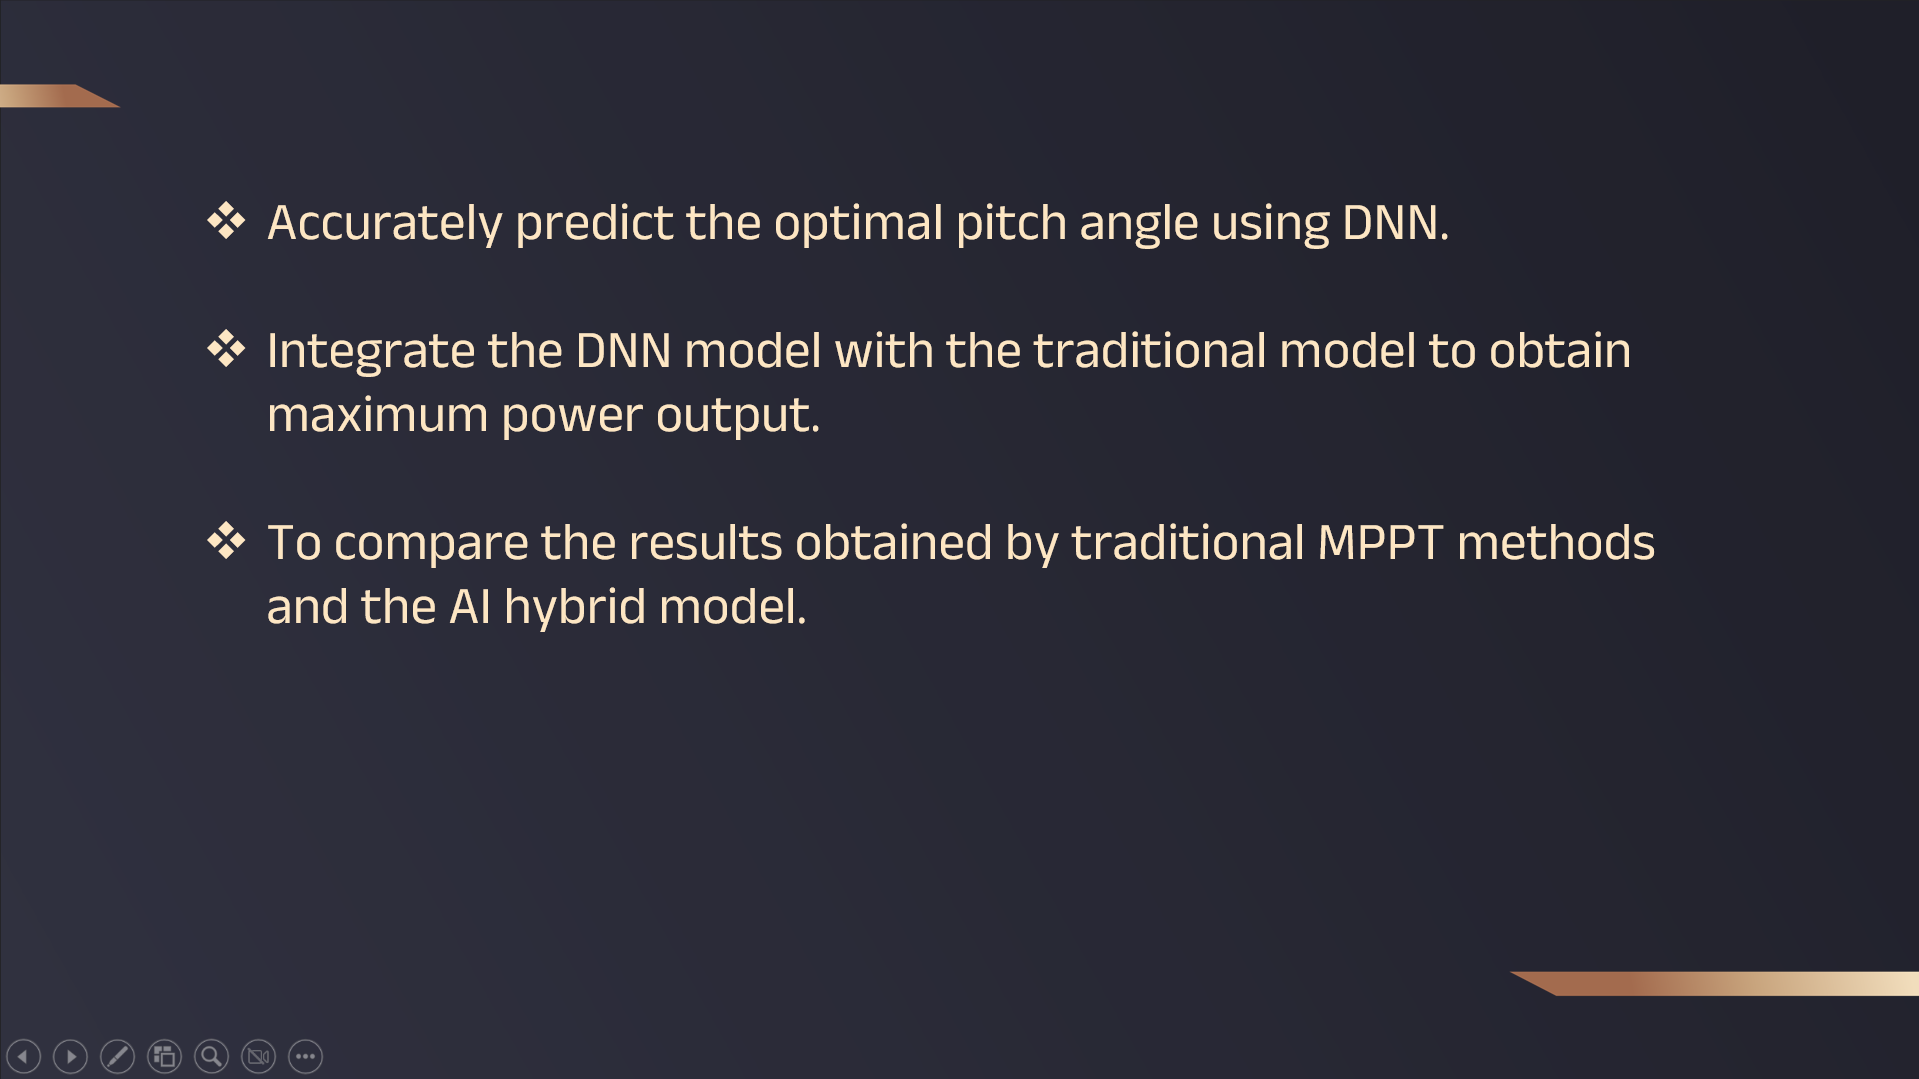 ❖ Accurately predict the optimal pitch angle using DNN.
❖ Integrate the DNN model with the traditional model to obtain
maximum power output.
❖ To compare the results obtained by traditional MPPT methods
and the AI hybrid model.